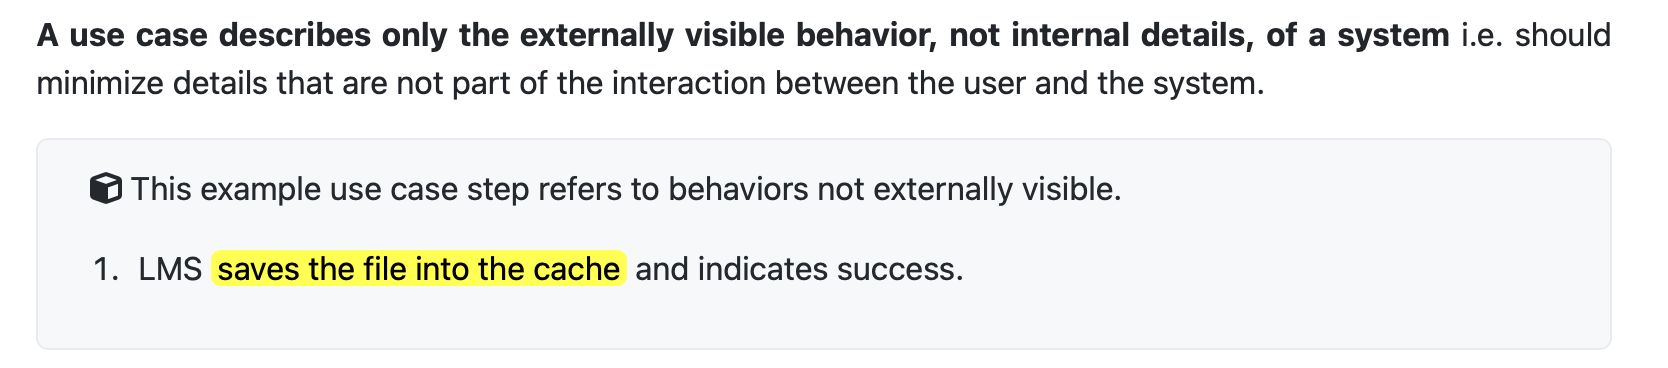 A use case describes only the externally visible behavior, not internal details, of a system i.e. should
minimize details that are not part of the interaction between the user and the system.
This example use case step refers to behaviors not externally visible.
1. LMS saves the file into the cache and indicates success.